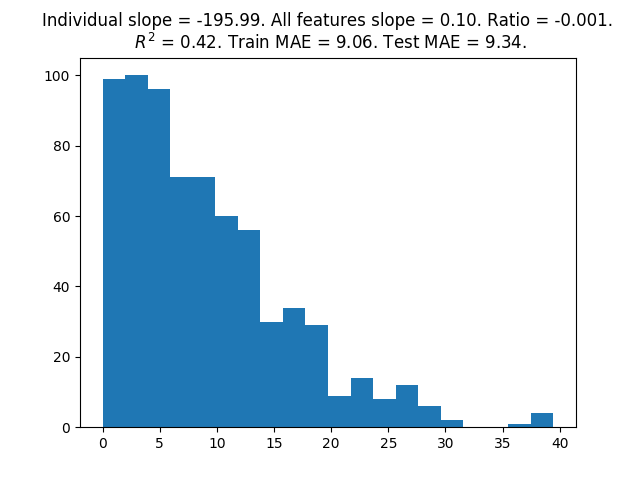 Individual slope = -195.99. All features slope = 0.10. Ratio = -0.001.
R² = 0.42. Train MAE = 9.06. Test MAE = 9.34.
100
80
60
40
20
0
0 5 10 15 20 25 30 35 40